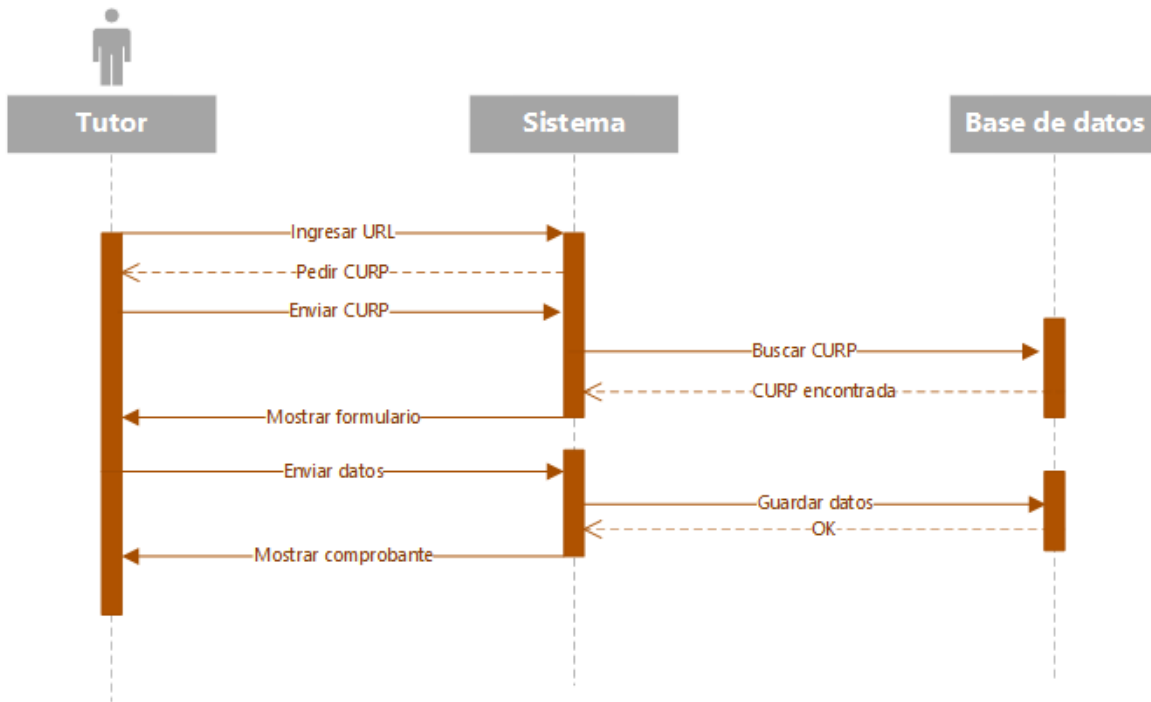 Tutor
Sistema
Base de datos
Ingresar URL
Pedir CURP
Enviar CURP
Buscar CURP
CURP encontrada
Mostrar formulario
Enviar datos
Guardar datos
OK
Mostrar comprobante